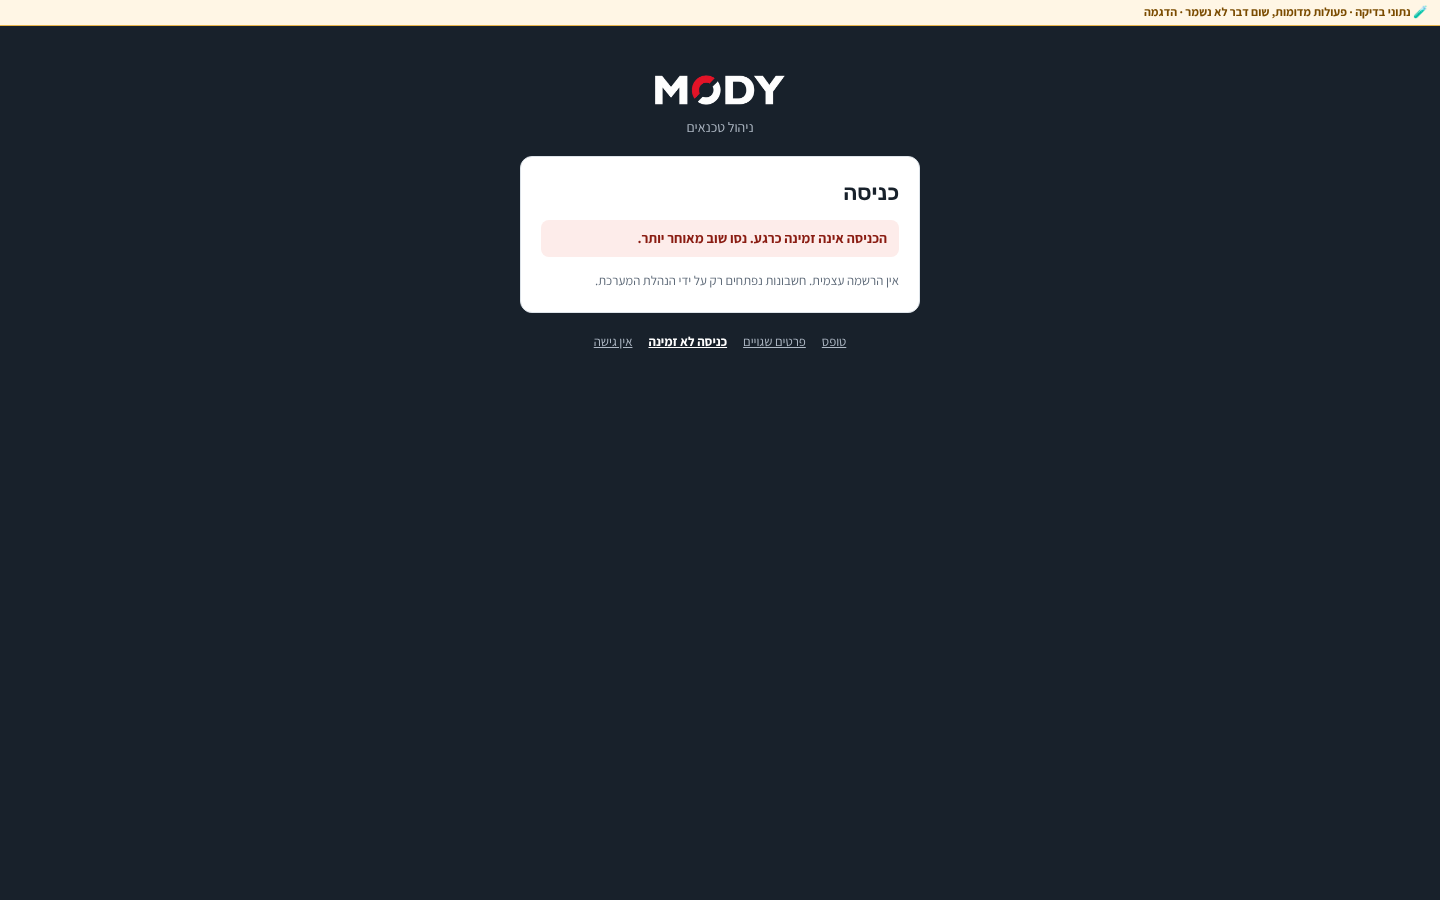 🧪 נתוני בדיקה · פעולות מדומות, שום דבר לא נשמר · הדגמה
MODY
ניהול טכנאים
כניסה
הכניסה אינה זמינה כרגע. נסו שוב מאוחר יותר.
אין הרשמה עצמית. חשבונות נפתחים רק על ידי הנהלת המערכת.
טופס פרטים שגויים כניסה לא זמינה אין גישה